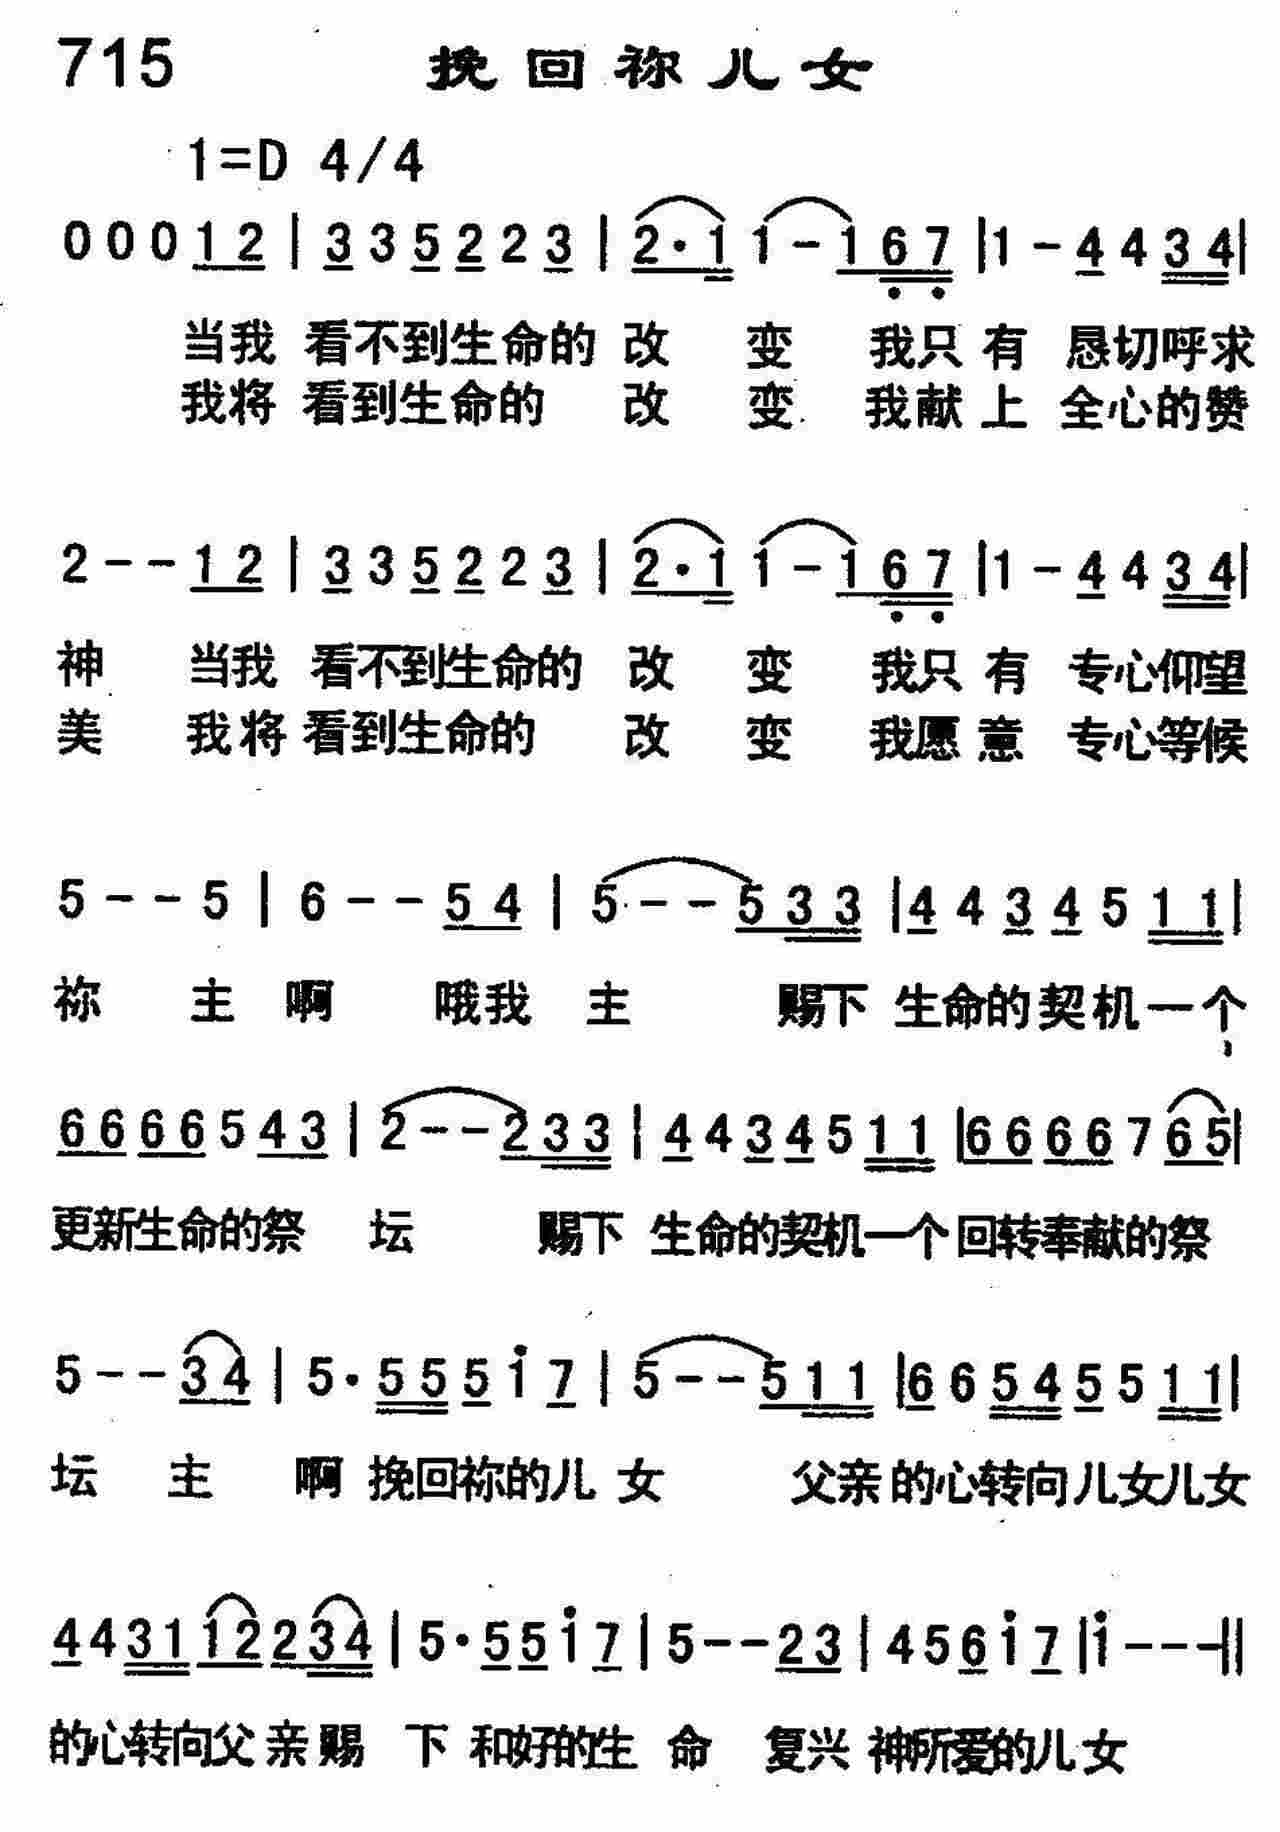 715 挽回祢儿女
1=D 4/4
0 0 0 1 2 | 3 3 5 2 2 3 | 2·1 1 - 1 6 7 | 1 - 4 4 3 4 |
当我 看不到生命的 改 变 我只有 恳切呼求
我将 看到生命的 改 变 我献上 全心的赞
2 - - 1 2 | 3 3 5 2 2 3 | 2·1 1 - 1 6 7 | 1 - 4 4 3 4 |
神 当我 看不到生命的 改 变 我只有 专心仰望
美 我将 看到生命的 改 变 我愿意 专心等候
5 - - 5 | 6 - - 5 4 | 5 - - 5 3 3 | 4 4 3 4 5 1 1 |
祢 主 啊 哦我 主 赐下 生命的契机一个
6 6 6 6 5 4 3 | 2 - - 2 3 3 | 4 4 3 4 5 1 1 | 6 6 6 6 7 6 5 |
更新生命的祭 坛 赐下 生命的契机一个 回转奉献的祭
5 - - 3 4 | 5· 5 5 5 i 7 | 5 - - 5 1 1 | 6 6 5 4 5 5 1 1 |
坛 主 啊 挽回祢的儿 女 父亲 的心转向儿女儿女
4 4 3 1 1 2 2 3 4 | 5· 5 5 i 7 | 5 - - 2 3 | 4 5 6 i 7 | i - - - ||
的心转向父亲赐 下 和好的生 命 复兴 神所爱的儿女